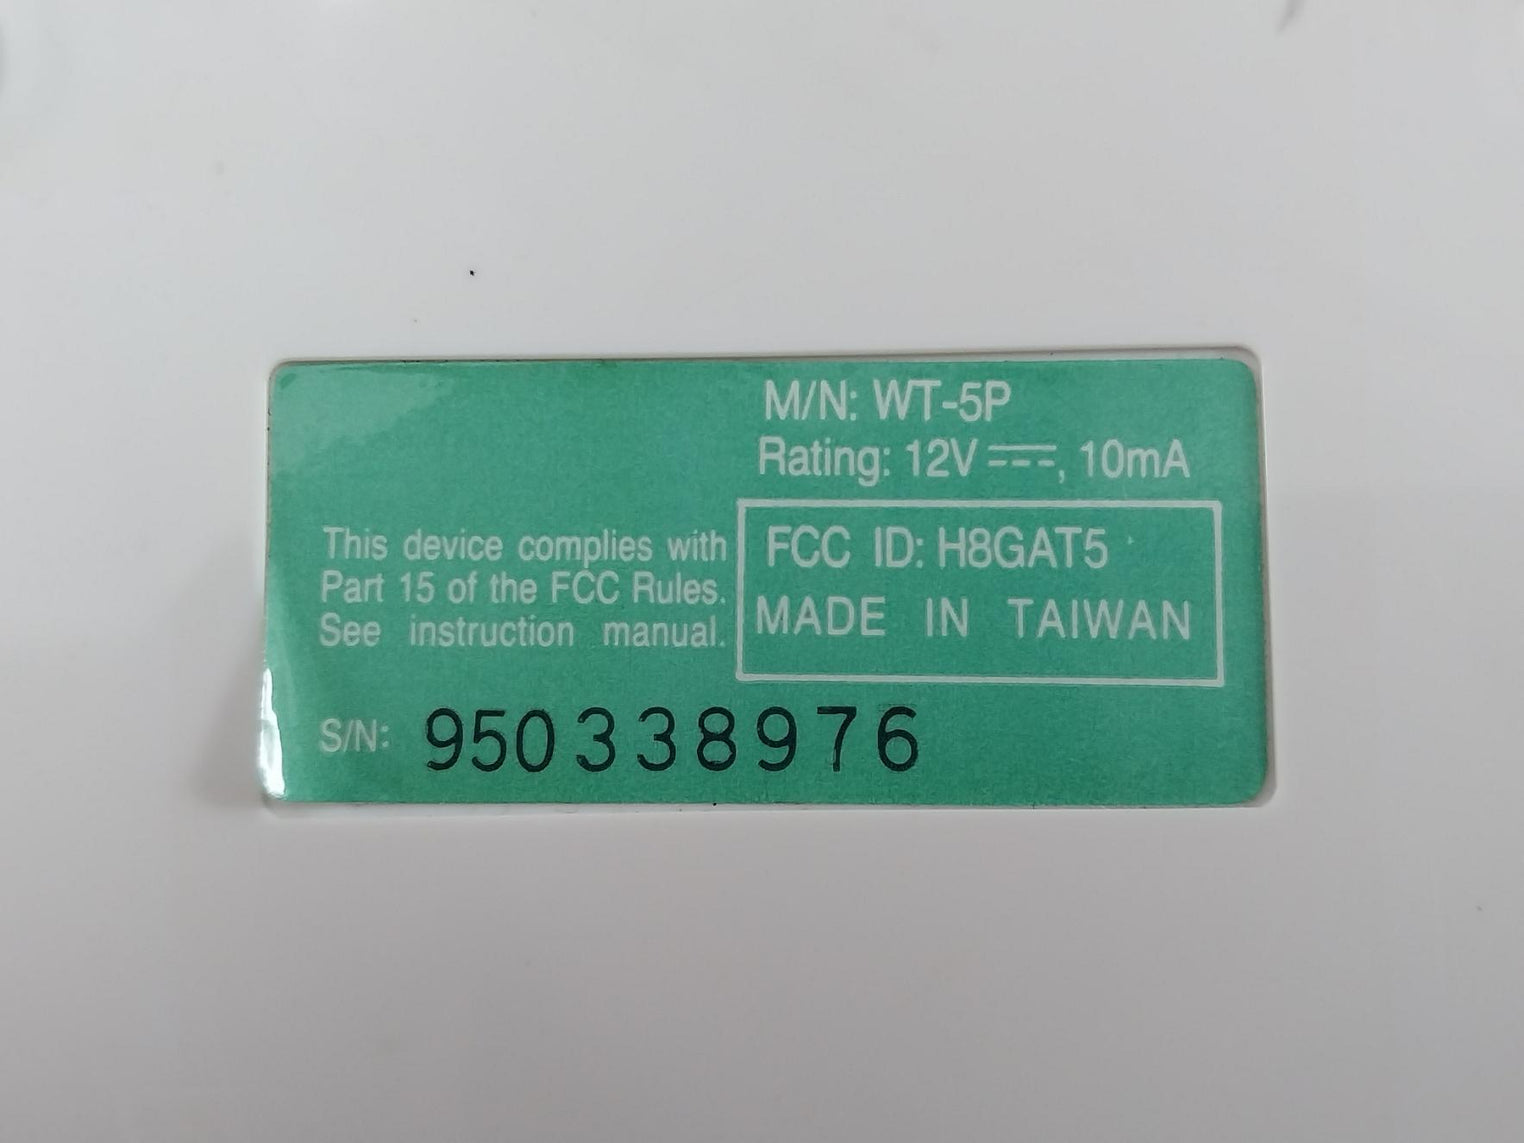 M/N: WT-5P
Rating: 12V ⎓, 10mA
This device complies with
Part 15 of the FCC Rules.
See instruction manual.
FCC ID: H8GAT5
MADE IN TAIWAN
S/N: 950338976